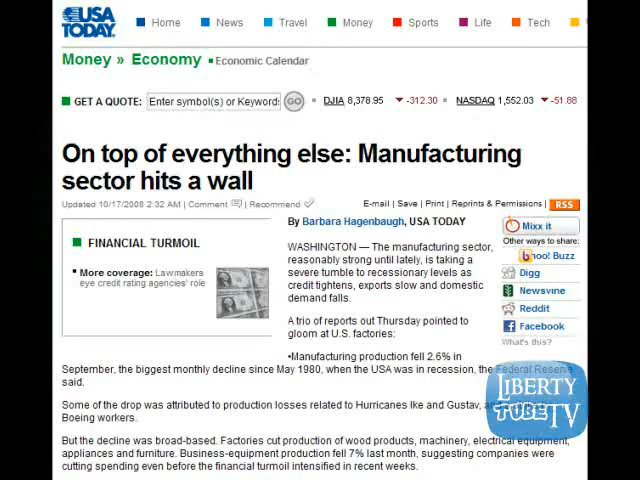 USA TODAY.
Home News Travel Money Sports Life Tech
Money » Economy Economic Calendar
GET A QUOTE: Enter symbol(s) or Keywords GO DJIA 8,378.95 -312.30 NASDAQ 1,552.03 -51.88
On top of everything else: Manufacturing
sector hits a wall
Updated 10/17/2008 2:32 AM | Comment | Recommend E-mail | Save | Print | Reprints & Permissions | RSS
By Barbara Hagenbaugh, USA TODAY
FINANCIAL TURMOIL
More coverage: Lawmakers
eye credit rating agencies' role
WASHINGTON — The manufacturing sector,
reasonably strong until lately, is taking a
severe tumble to recessionary levels as
credit tightens, exports slow and domestic
demand falls.
A trio of reports out Thursday pointed to
gloom at U.S. factories:
•Manufacturing production fell 2.6% in
September, the biggest monthly decline since May 1980, when the USA was in recession, the Federal Reserve
said.
Some of the drop was attributed to production losses related to Hurricanes Ike and Gustav, and
Boeing workers.
But the decline was broad-based. Factories cut production of wood products, machinery, electrical equipment,
appliances and furniture. Business-equipment production fell 7% last month, suggesting companies were
cutting spending even before the financial turmoil intensified in recent weeks.
Mixx it
Other ways to share:
Buzz
Digg
Newsvine
Reddit
Facebook
What's this?
LIBERTY
TUBE TV